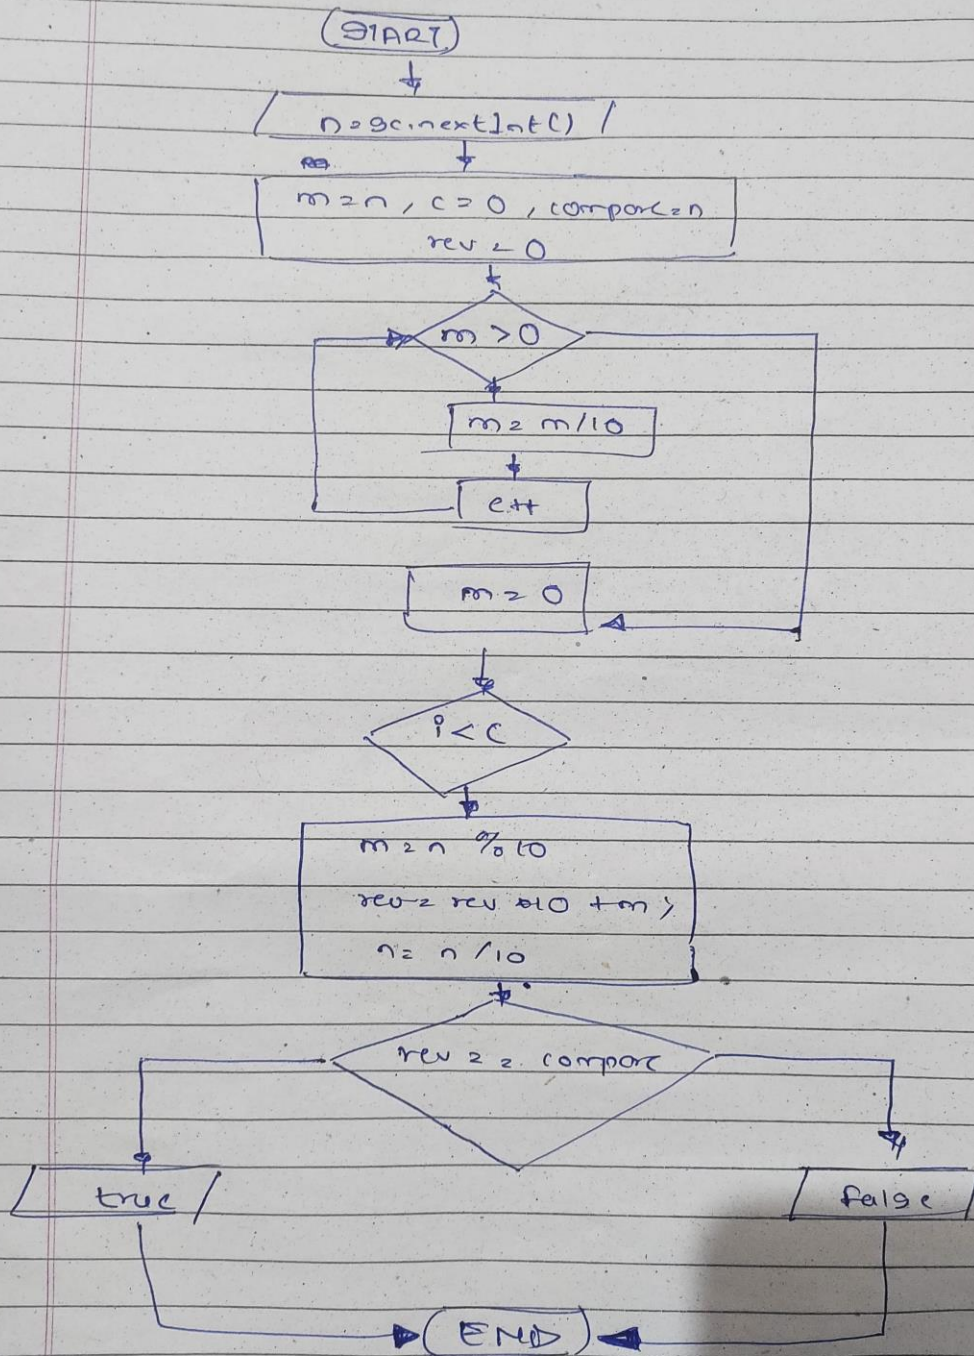 START
n=sc.nextInt()
m=n, c=0, compare=n
rev=0
m>0
m=m/10
c++
m=0
i<c
m=n %10
rev=rev*10 +m;
n=n/10
rev==compare
true
false
END